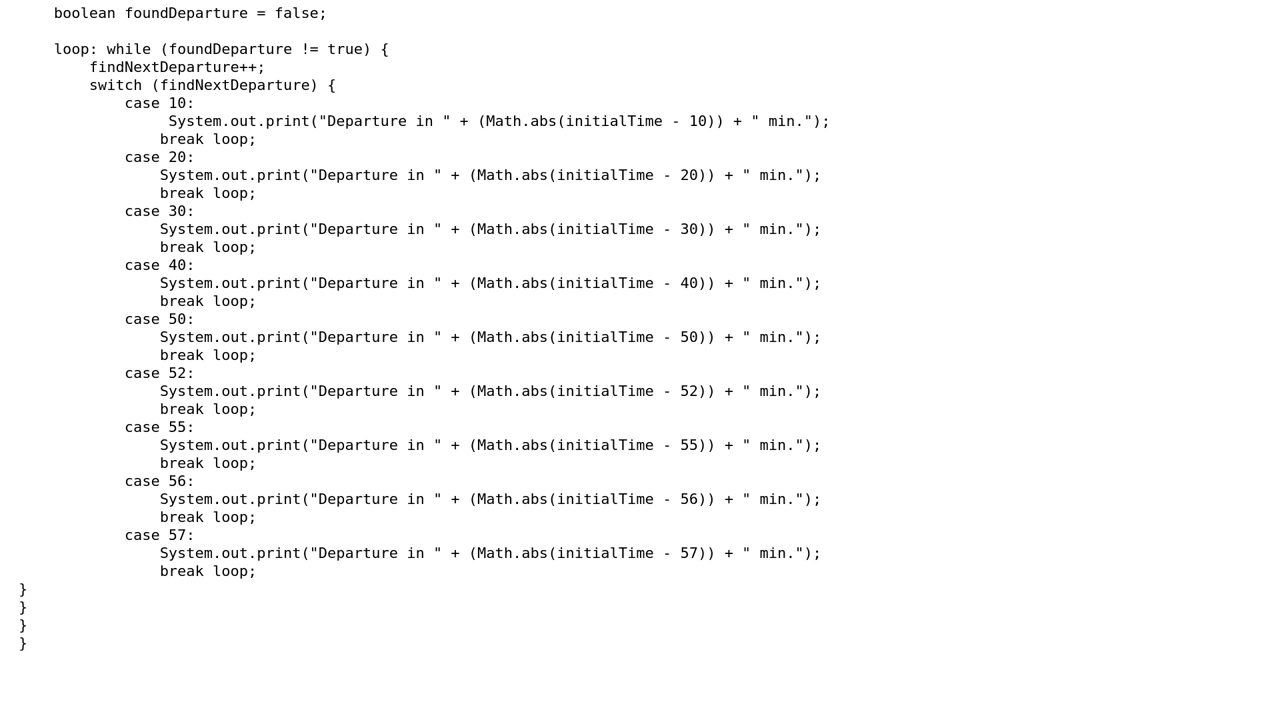 boolean foundDeparture = false;
loop: while (foundDeparture != true) {
findNextDeparture++;
switch (findNextDeparture) {
case 10:
System.out.print("Departure in " + (Math.abs(initialTime - 10)) + " min.");
break loop;
case 20:
System.out.print("Departure in " + (Math.abs(initialTime - 20)) + " min.");
break loop;
case 30:
System.out.print("Departure in " + (Math.abs(initialTime - 30)) + " min.");
break loop;
case 40:
System.out.print("Departure in " + (Math.abs(initialTime - 40)) + " min.");
break loop;
case 50:
System.out.print("Departure in " + (Math.abs(initialTime - 50)) + " min.");
break loop;
case 52:
System.out.print("Departure in " + (Math.abs(initialTime - 52)) + " min.");
break loop;
case 55:
System.out.print("Departure in " + (Math.abs(initialTime - 55)) + " min.");
break loop;
case 56:
System.out.print("Departure in " + (Math.abs(initialTime - 56)) + " min.");
break loop;
case 57:
System.out.print("Departure in " + (Math.abs(initialTime - 57)) + " min.");
break loop;
}
}
}
}